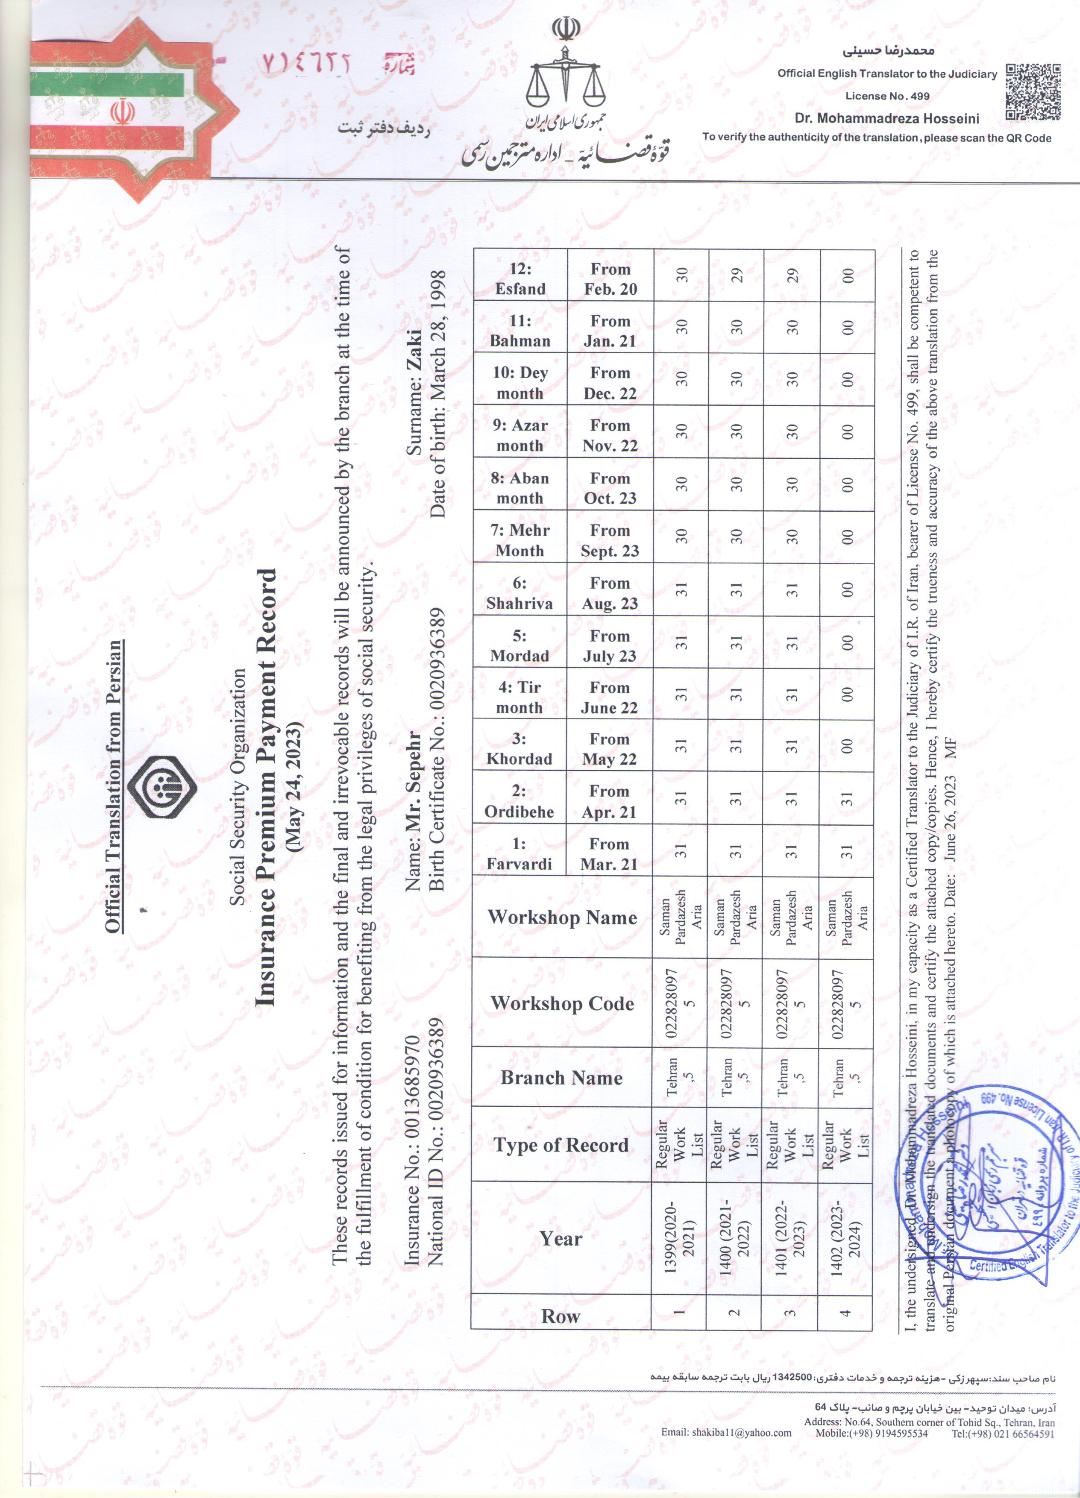 شماره ۷۱٤٦٢٢
ردیف دفتر ثبت
جمهوری اسلامی ایران
قوّه قضائیّه - اداره مترجمین رسمی
محمدرضا حسینی
Official English Translator to the Judiciary
License No. 499
Dr. Mohammadreza Hosseini
To verify the authenticity of the translation, please scan the QR Code
Official Translation from Persian
Social Security Organization
Insurance Premium Payment Record
(May 24, 2023)
These records issued for information and the final and irrevocable records will be announced by the branch at the time of
the fulfillment of condition for benefiting from the legal privileges of social security.
Insurance No.: 0013685970 Name: Mr. Sepehr Surname: Zaki
National ID No.: 0020936389 Birth Certificate No.: 0020936389 Date of birth: March 28, 1998
Row Year Type of Record Branch Name Workshop Code Workshop Name 1: Farvardi 2: Ordibehe 3: Khordad 4: Tir month 5: Mordad 6: Shahriva 7: Mehr Month 8: Aban month 9: Azar month 10: Dey month 11: Bahman 12: Esfand
From Mar. 21 From Apr. 21 From May 22 From June 22 From July 23 From Aug. 23 From Sept. 23 From Oct. 23 From Nov. 22 From Dec. 22 From Jan. 21 From Feb. 20
1 1399(2020-2021) Regular Work List Tehran ,5 0228280975 Saman Pardazesh Aria 31 31 31 31 31 31 30 30 30 30 30 30
2 1400 (2021-2022) Regular Work List Tehran ,5 0228280975 Saman Pardazesh Aria 31 31 31 31 31 31 30 30 30 30 30 29
3 1401 (2022-2023) Regular Work List Tehran ,5 0228280975 Saman Pardazesh Aria 31 31 31 31 31 31 30 30 30 30 30 29
4 1402 (2023-2024) Regular Work List Tehran ,5 0228280975 Saman Pardazesh Aria 31 31 00 00 00 00 00 00 00 00 00 00
I, the undersigned, Dr. Mohammadreza Hosseini, in my capacity as a Certified Translator to the Judiciary of I.R. of Iran, bearer of License No. 499, shall be competent to
translate and undersign the translated documents and certify the attached copy/copies. Hence, I hereby certify the trueness and accuracy of the above translation from the
original Persian document a photocopy of which is attached hereto. Date: June 26, 2023 MF
Certified English Translator to the Judiciary of I.R. Iran License No. 499
شماره پروانه ٤٩٩
نام صاحب سند:سپهرزکی -هزینه ترجمه و خدمات دفتری:1342500 ریال بابت ترجمه سابقه بیمه
آدرس: میدان توحید- بین خیابان پرچم و صائب- پلاک 64
Address: No.64, Southern corner of Tohid Sq., Tehran, Iran
Email: shakiba11@yahoo.com Mobile:(+98) 9194595534 Tel:(+98) 021 66564591